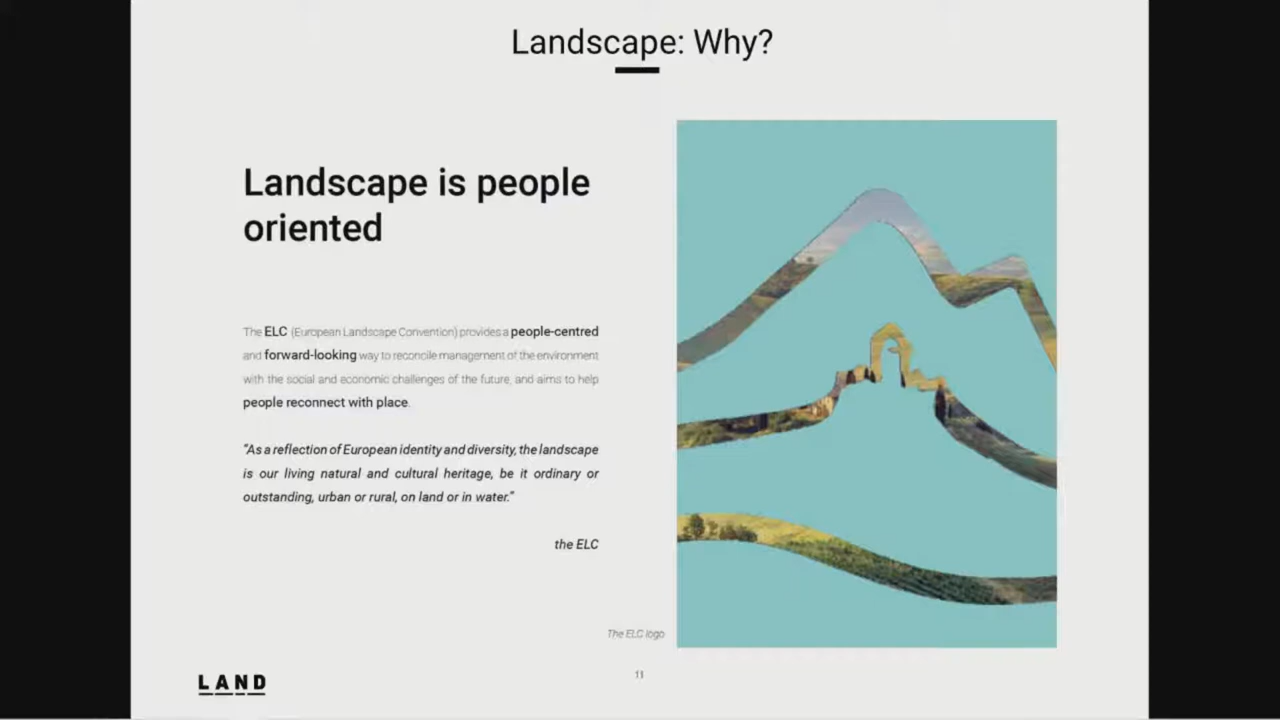 Landscape: Why?
Landscape is people
oriented
The ELC (European Landscape Convention) provides a people-centred
and forward-looking way to reconcile management of the environment
with the social and economic challenges of the future, and aims to help
people reconnect with place.
"As a reflection of European identity and diversity, the landscape
is our living natural and cultural heritage, be it ordinary or
outstanding, urban or rural, on land or in water."
the ELC
The ELC logo
11
LAND